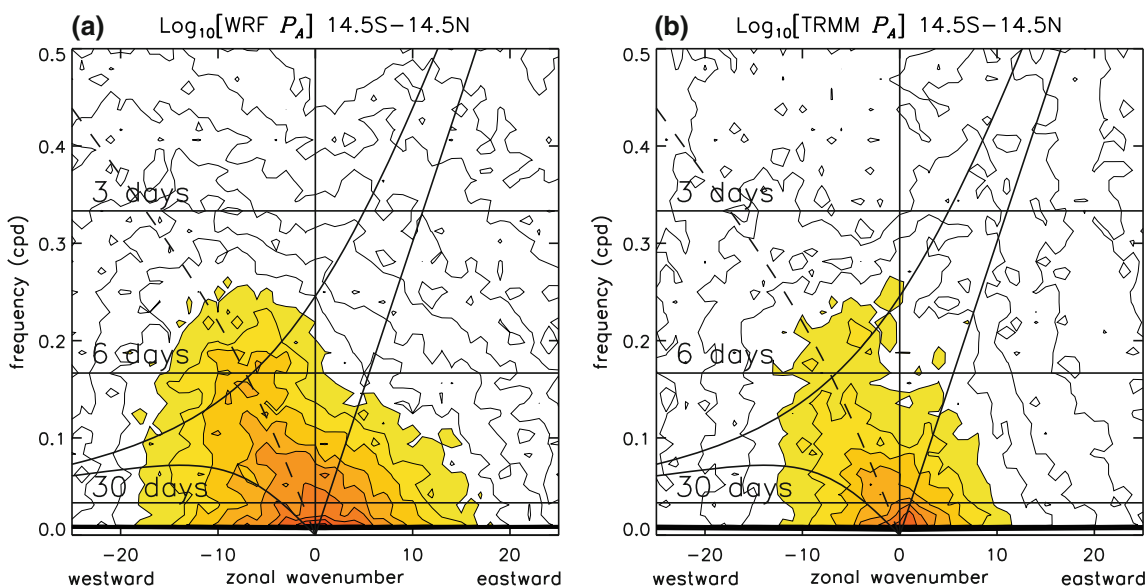 (a) Log10[WRF PA] 14.5S−14.5N
0.5
0.4
3 days
0.3
frequency (cpd)
0.2
6 days
0.1
30 days
0.0
−20 −10 0 10 20
westward zonal wavenumber eastward
(b) Log10[TRMM PA] 14.5S−14.5N
0.5
0.4
3 days
0.3
frequency (cpd)
0.2
6 days
0.1
30 days
0.0
−20 −10 0 10 20
westward zonal wavenumber eastward